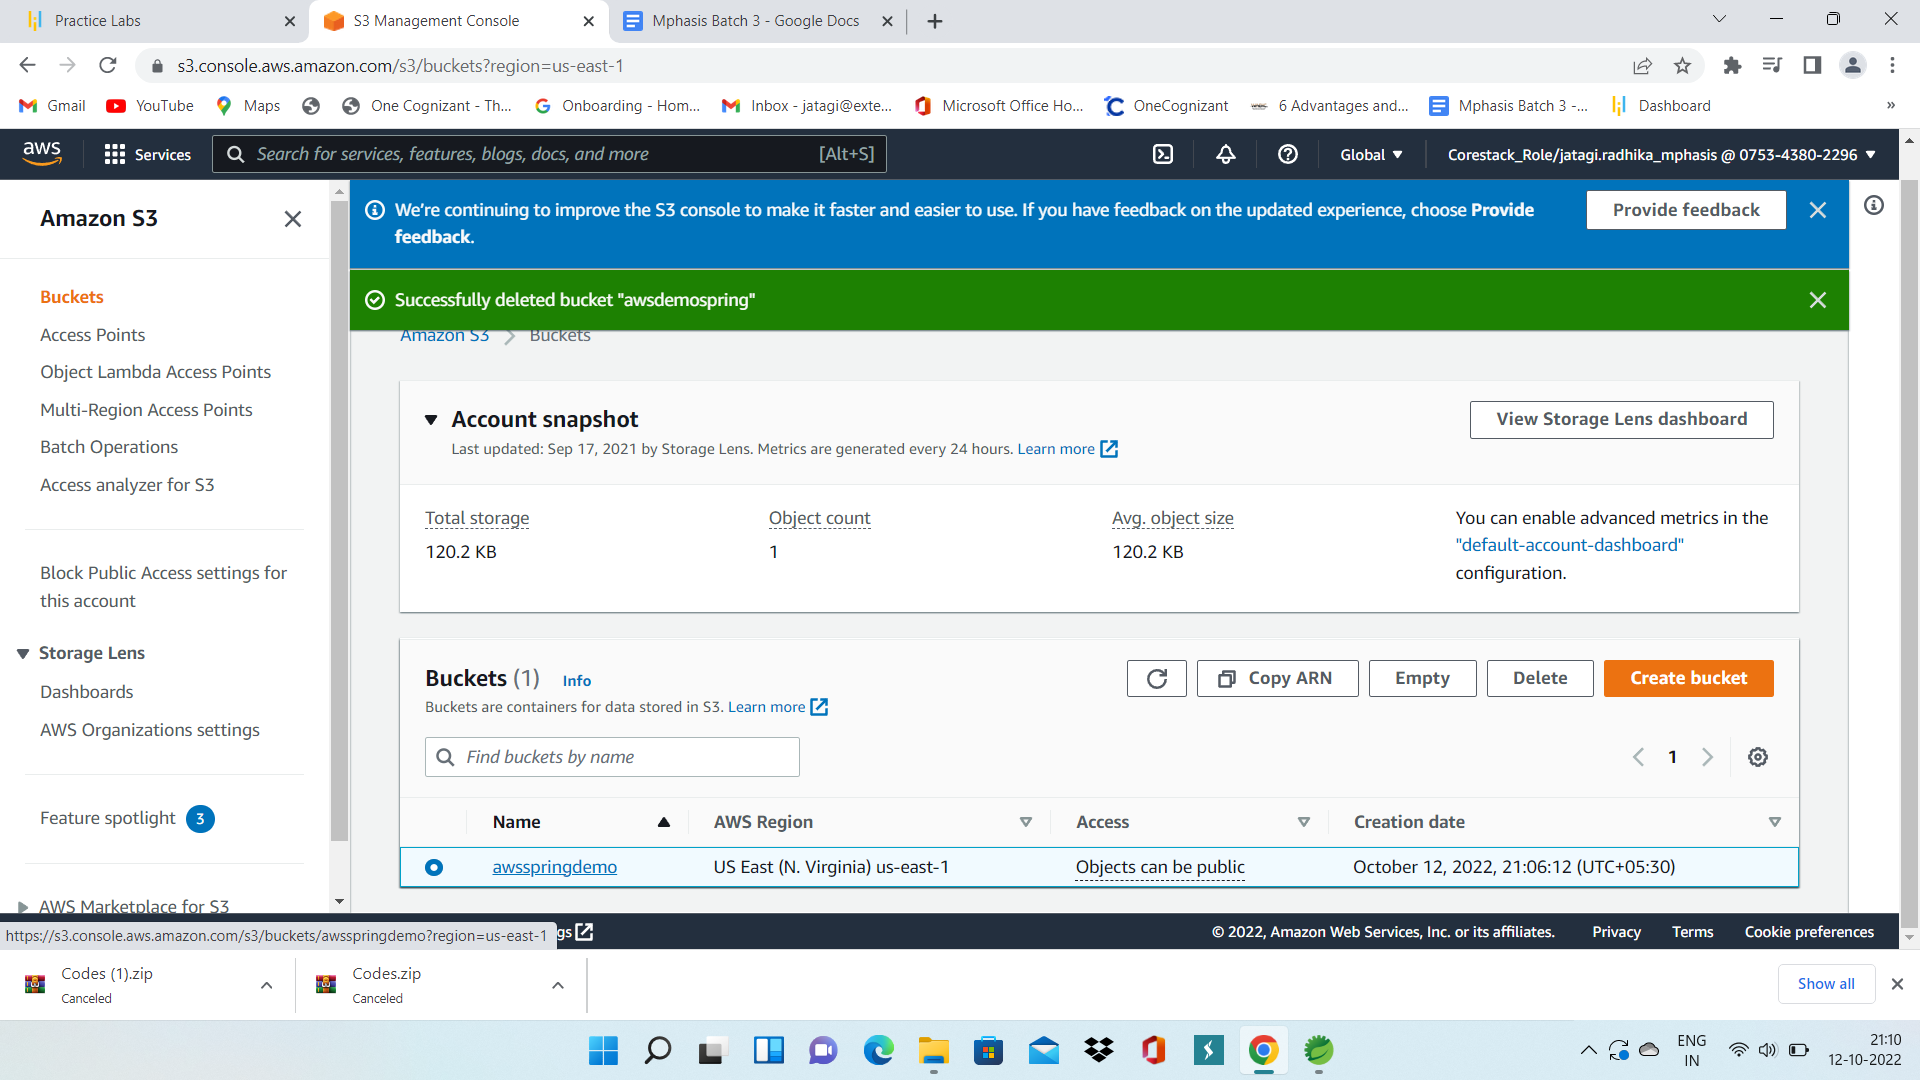 Practice Labs
S3 Management Console
Mphasis Batch 3 - Google Docs
s3.console.aws.amazon.com/s3/buckets?region=us-east-1
Gmail
YouTube
Maps
One Cognizant - Th...
Onboarding - Hom...
Inbox - jatagi@exte...
Microsoft Office Ho...
OneCognizant
6 Advantages and...
Mphasis Batch 3 -...
Dashboard
»
aws
Services
Search for services, features, blogs, docs, and more
[Alt+S]
Global
Corestack_Role/jatagi.radhika_mphasis @ 0753-4380-2296
Amazon S3
Buckets
Access Points
Object Lambda Access Points
Multi-Region Access Points
Batch Operations
Access analyzer for S3
Block Public Access settings for
this account
Storage Lens
Dashboards
AWS Organizations settings
Feature spotlight 3
AWS Marketplace for S3
We're continuing to improve the S3 console to make it faster and easier to use. If you have feedback on the updated experience, choose Provide
feedback.
Provide feedback
Successfully deleted bucket "awsdemospring"
Amazon S3
Buckets
Account snapshot
Last updated: Sep 17, 2021 by Storage Lens. Metrics are generated every 24 hours. Learn more
View Storage Lens dashboard
Total storage
120.2 KB
Object count
1
Avg. object size
120.2 KB
You can enable advanced metrics in the
"default-account-dashboard"
configuration.
Buckets (1) Info
Buckets are containers for data stored in S3. Learn more
Copy ARN
Empty
Delete
Create bucket
Find buckets by name
1
Name
AWS Region
Access
Creation date
awsspringdemo
US East (N. Virginia) us-east-1
Objects can be public
October 12, 2022, 21:06:12 (UTC+05:30)
https://s3.console.aws.amazon.com/s3/buckets/awsspringdemo?region=us-east-1
gs
© 2022, Amazon Web Services, Inc. or its affiliates.
Privacy
Terms
Cookie preferences
Codes (1).zip
Canceled
Codes.zip
Canceled
Show all
ENG
IN
21:10
12-10-2022